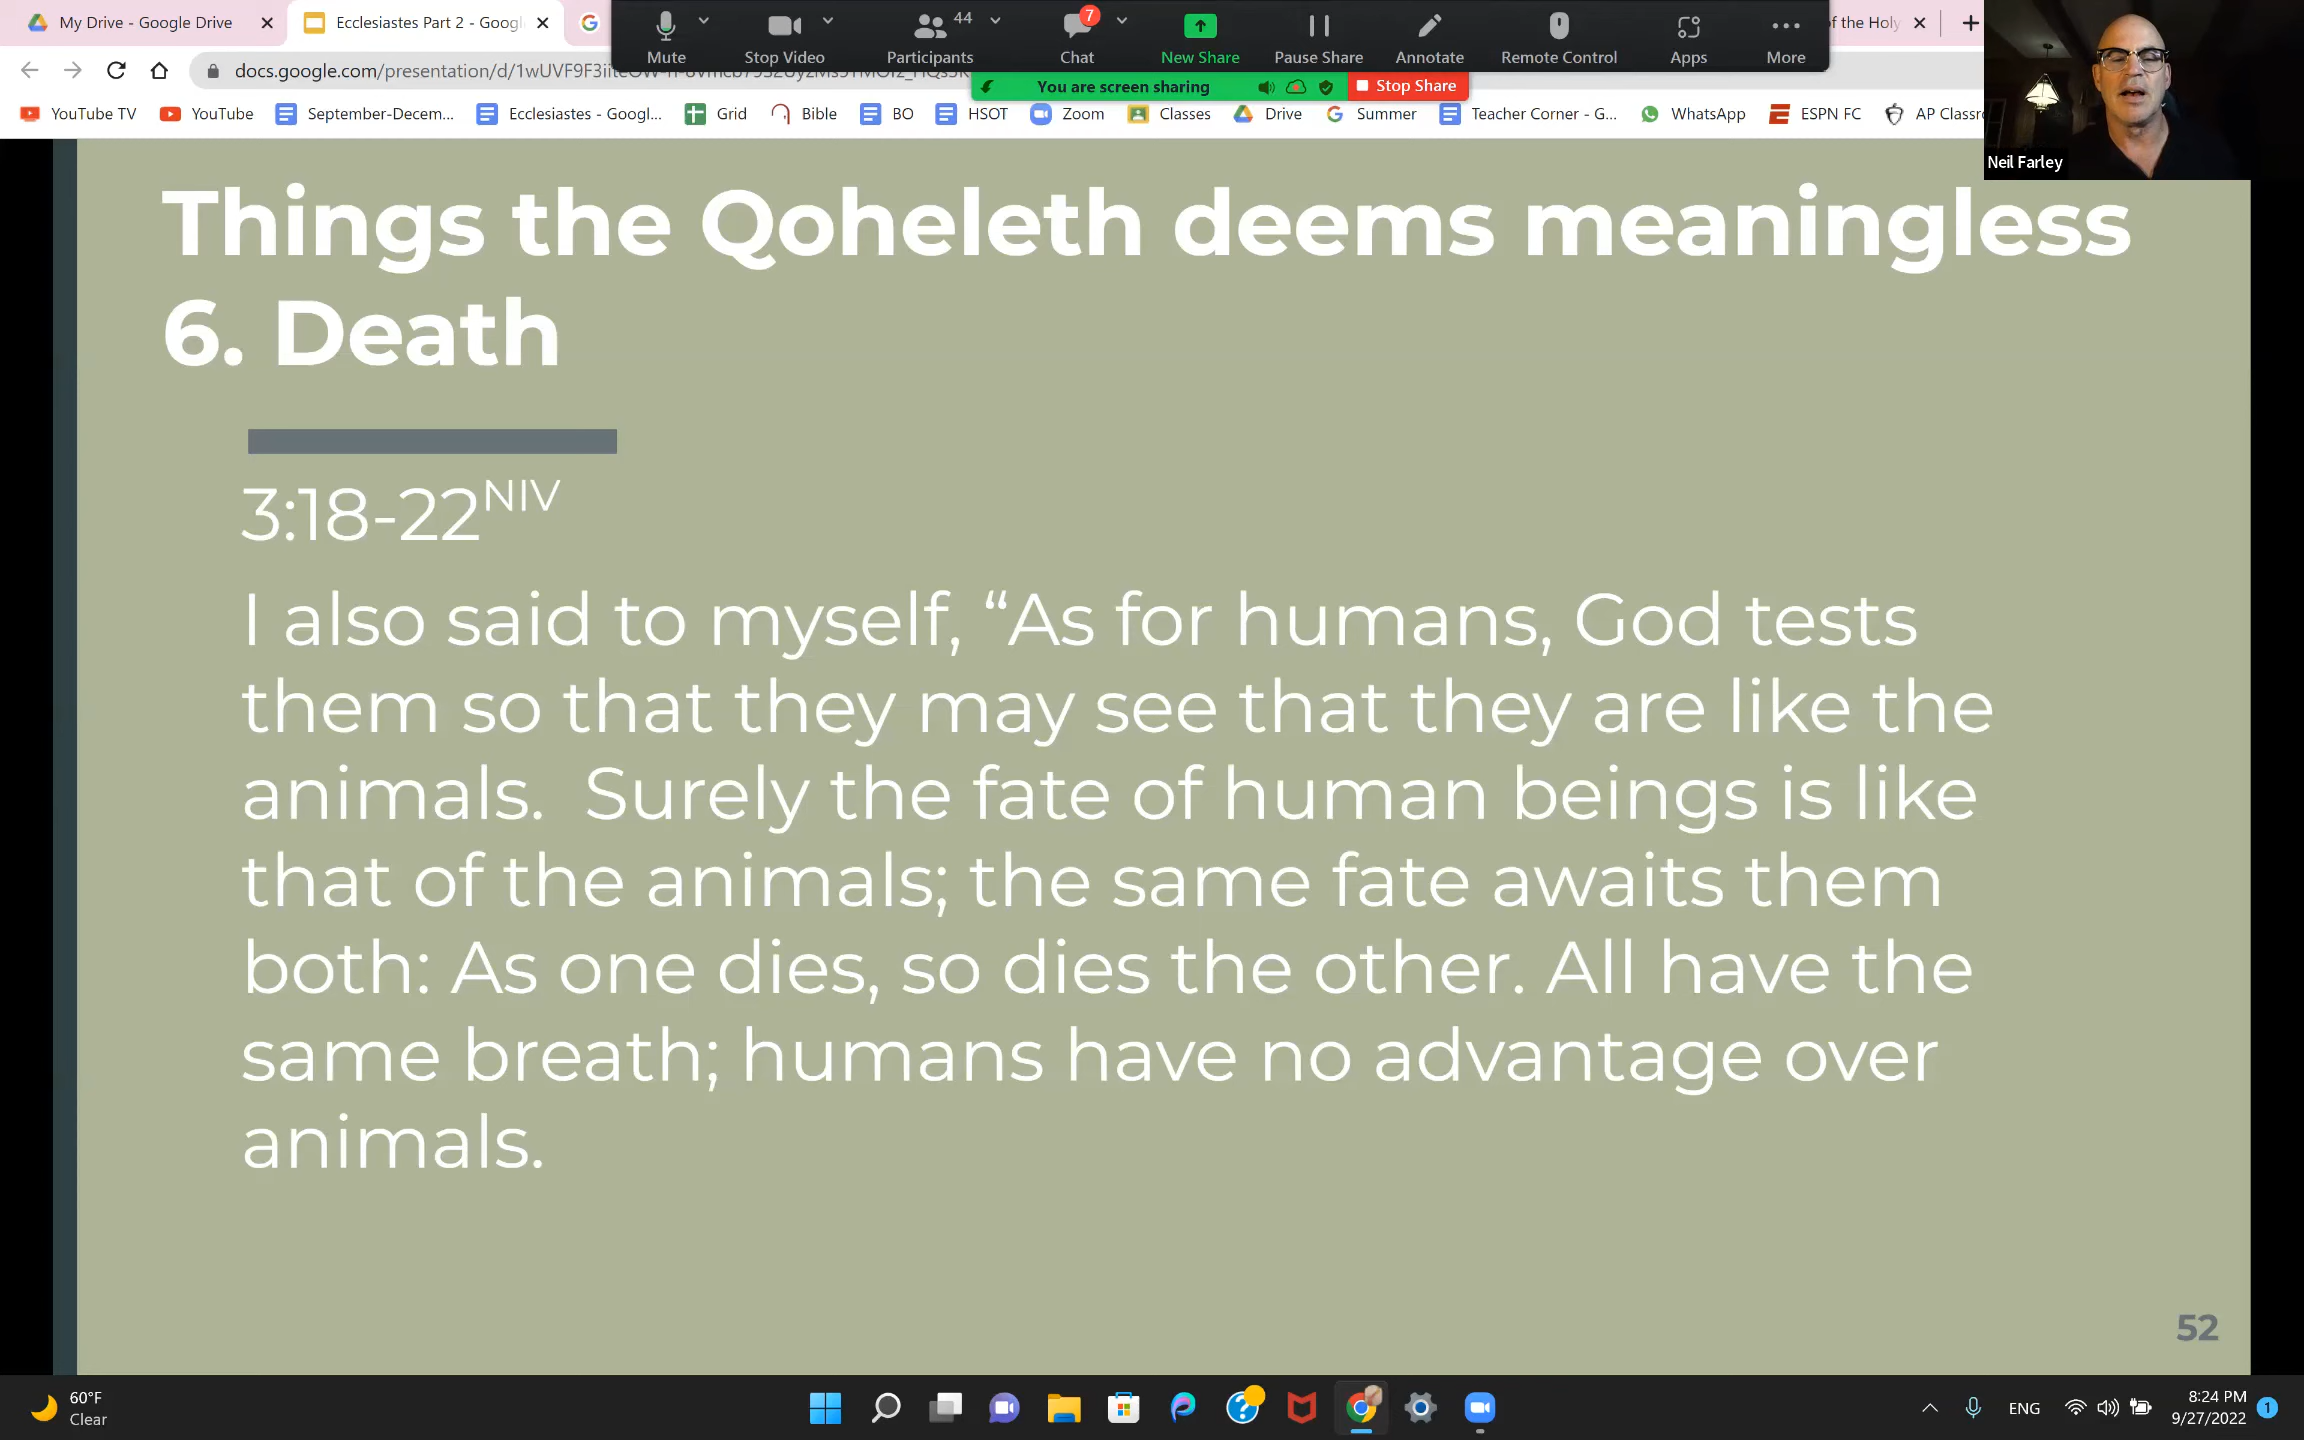 My Drive - Google Drive
Ecclesiastes Part 2 - Googl
of the Holy
Mute
Stop Video
Participants
44
Chat
7
New Share
Pause Share
Annotate
Remote Control
Apps
More
docs.google.com/presentation/d/
You are screen sharing
Stop Share
YouTube TV
YouTube
September-Decem...
Ecclesiastes - Googl...
Grid
Bible
BO
HSOT
Zoom
Classes
Drive
Summer
Teacher Corner - G...
WhatsApp
ESPN FC
AP Classr
Neil Farley
Things the Qoheleth deems meaningless
6. Death
3:18-22NIV
I also said to myself, “As for humans, God tests
them so that they may see that they are like the
animals.  Surely the fate of human beings is like
that of the animals; the same fate awaits them
both: As one dies, so dies the other. All have the
same breath; humans have no advantage over
animals.
52
60°F
Clear
ENG
8:24 PM
9/27/2022
1